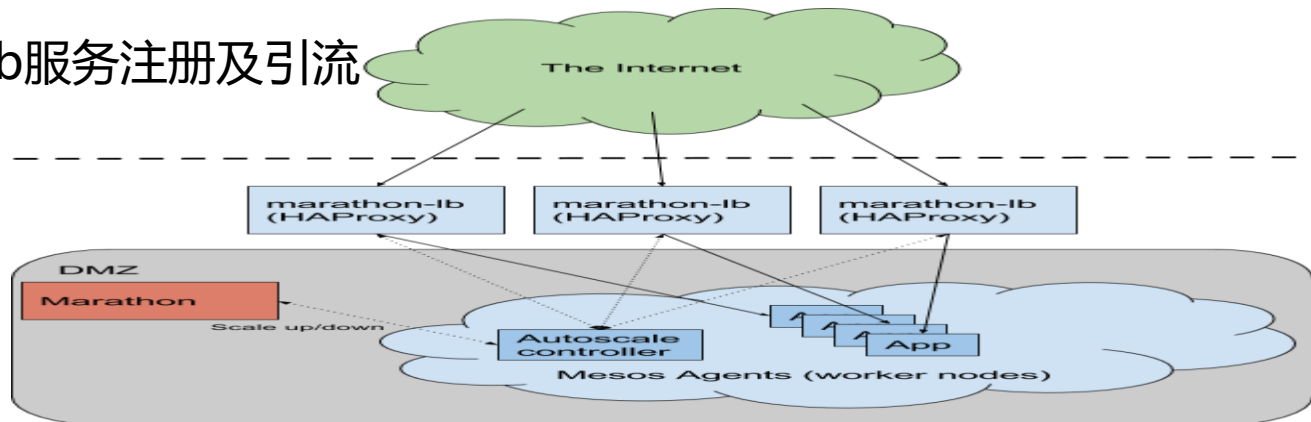 b服务注册及引流
The Internet
marathon-lb
(HAProxy)
marathon-lb
(HAProxy)
marathon-lb
(HAProxy)
DMZ
Marathon
Scale up/down
Autoscale
controller
A
A
A
App
Mesos Agents (worker nodes)